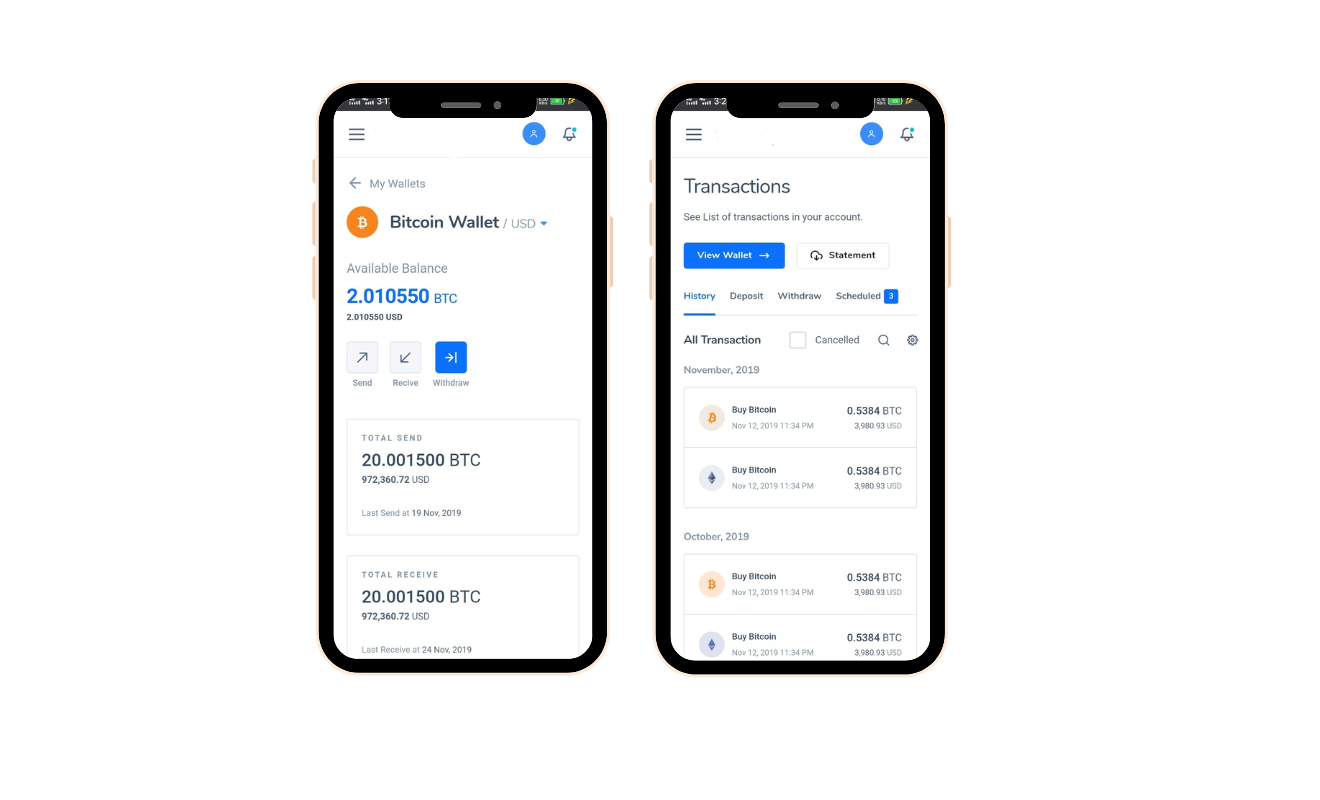 3:1
My Wallets
Bitcoin Wallet / USD
Available Balance
2.010550 BTC
2.010550 USD
Send Recive Withdraw
TOTAL SEND
20.001500 BTC
972,360.72 USD
Last Send at 19 Nov, 2019
TOTAL RECEIVE
20.001500 BTC
972,360.72 USD
Last Receive at 24 Nov, 2019
3:2
Transactions
See List of transactions in your account.
View Wallet Statement
History Deposit Withdraw Scheduled 3
All Transaction Cancelled
November, 2019
Buy Bitcoin 0.5384 BTC
Nov 12, 2019 11:34 PM 3,980.93 USD
Buy Bitcoin 0.5384 BTC
Nov 12, 2019 11:34 PM 3,980.93 USD
October, 2019
Buy Bitcoin 0.5384 BTC
Nov 12, 2019 11:34 PM 3,980.93 USD
Buy Bitcoin 0.5384 BTC
Nov 12, 2019 11:34 PM 3,980.93 USD